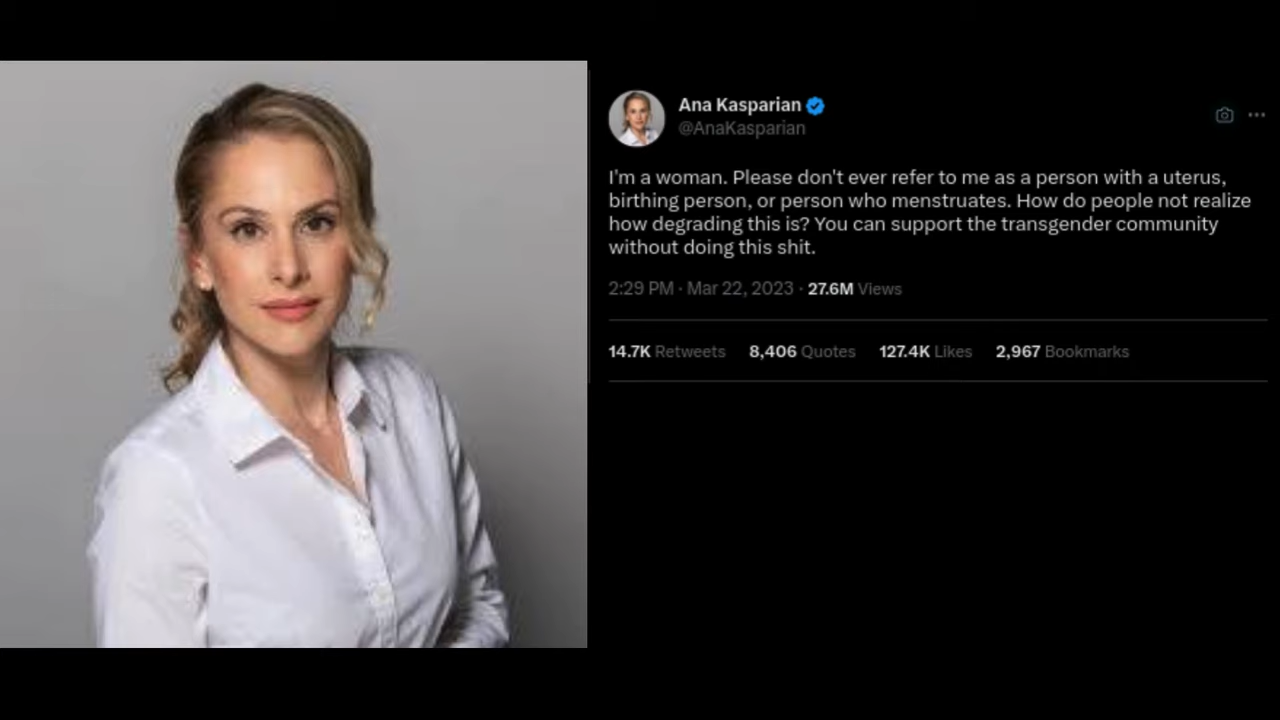 Ana Kasparian
@AnaKasparian
I'm a woman. Please don't ever refer to me as a person with a uterus,
birthing person, or person who menstruates. How do people not realize
how degrading this is? You can support the transgender community
without doing this shit.
2:29 PM · Mar 22, 2023 · 27.6M Views
14.7K Retweets 8,406 Quotes 127.4K Likes 2,967 Bookmarks